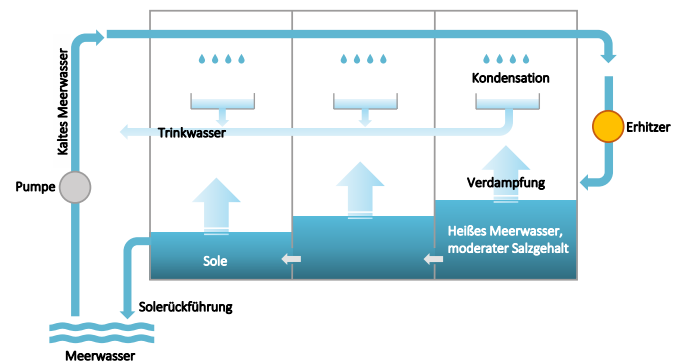 Kaltes Meerwasser
Kondensation
Trinkwasser
Erhitzer
Pumpe
Verdampfung
Heißes Meerwasser,
moderater Salzgehalt
Sole
Solerückführung
Meerwasser